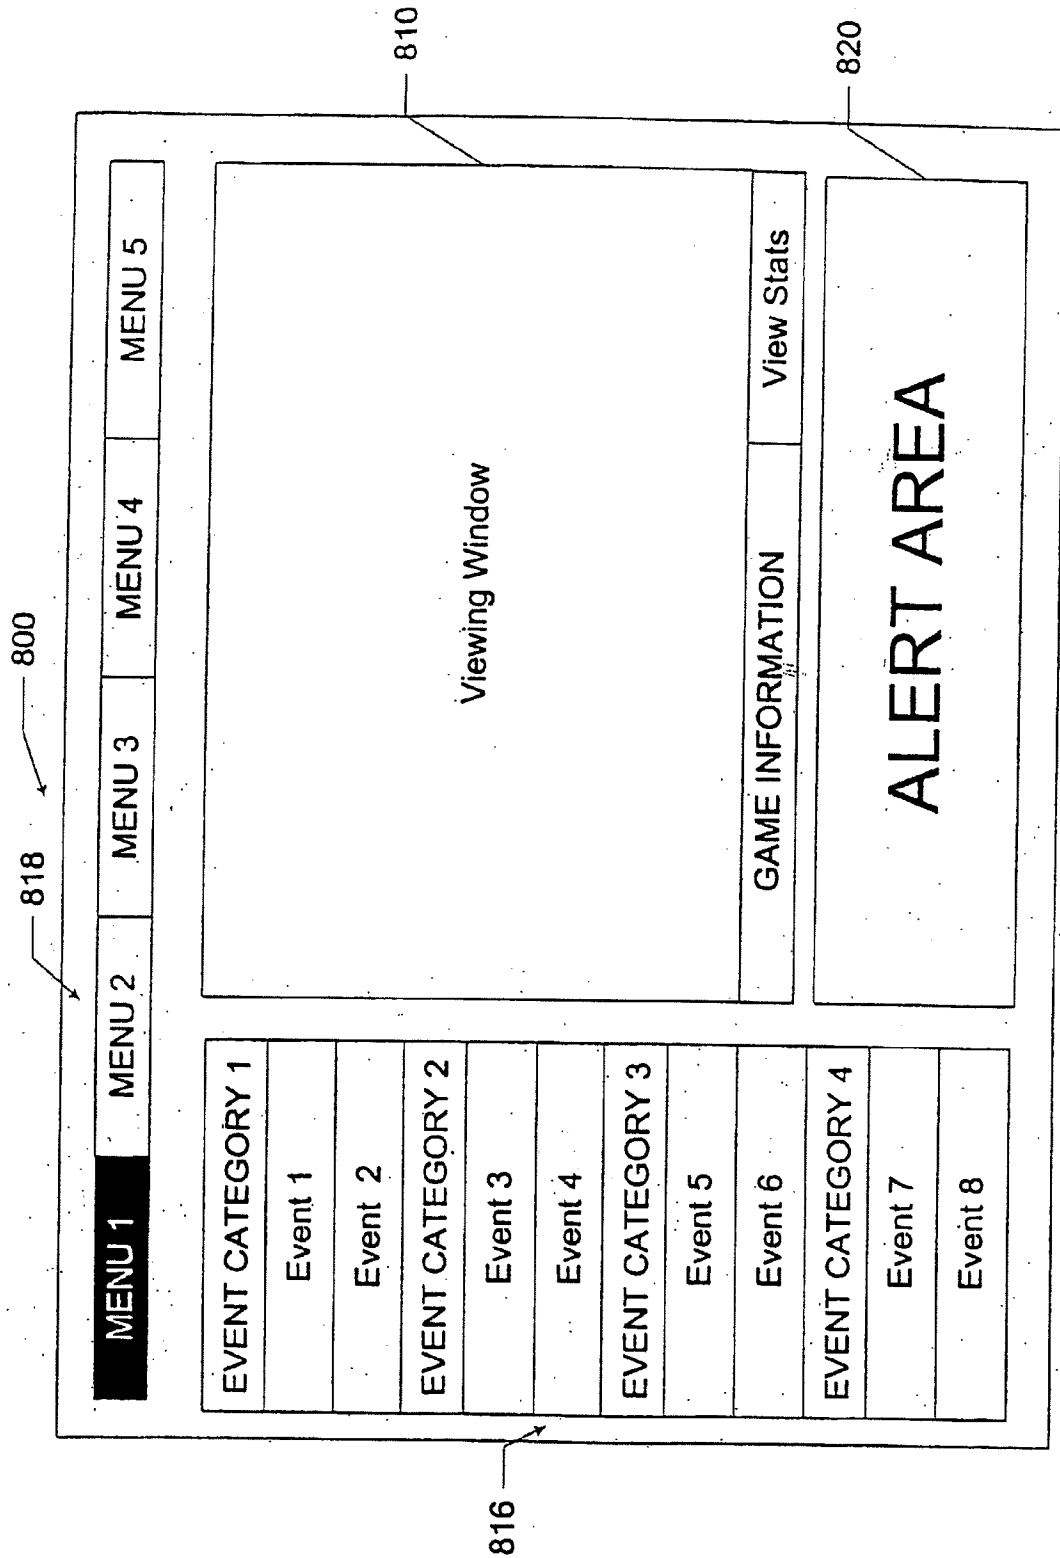 800
818
MENU 1
MENU 2
MENU 3
MENU 4
MENU 5
810
EVENT CATEGORY 1
Event 1
Event 2
EVENT CATEGORY 2
Event 3
Event 4
EVENT CATEGORY 3
Event 5
Event 6
EVENT CATEGORY 4
Event 7
Event 8
816
Viewing Window
GAME INFORMATION
View Stats
820
ALERT AREA